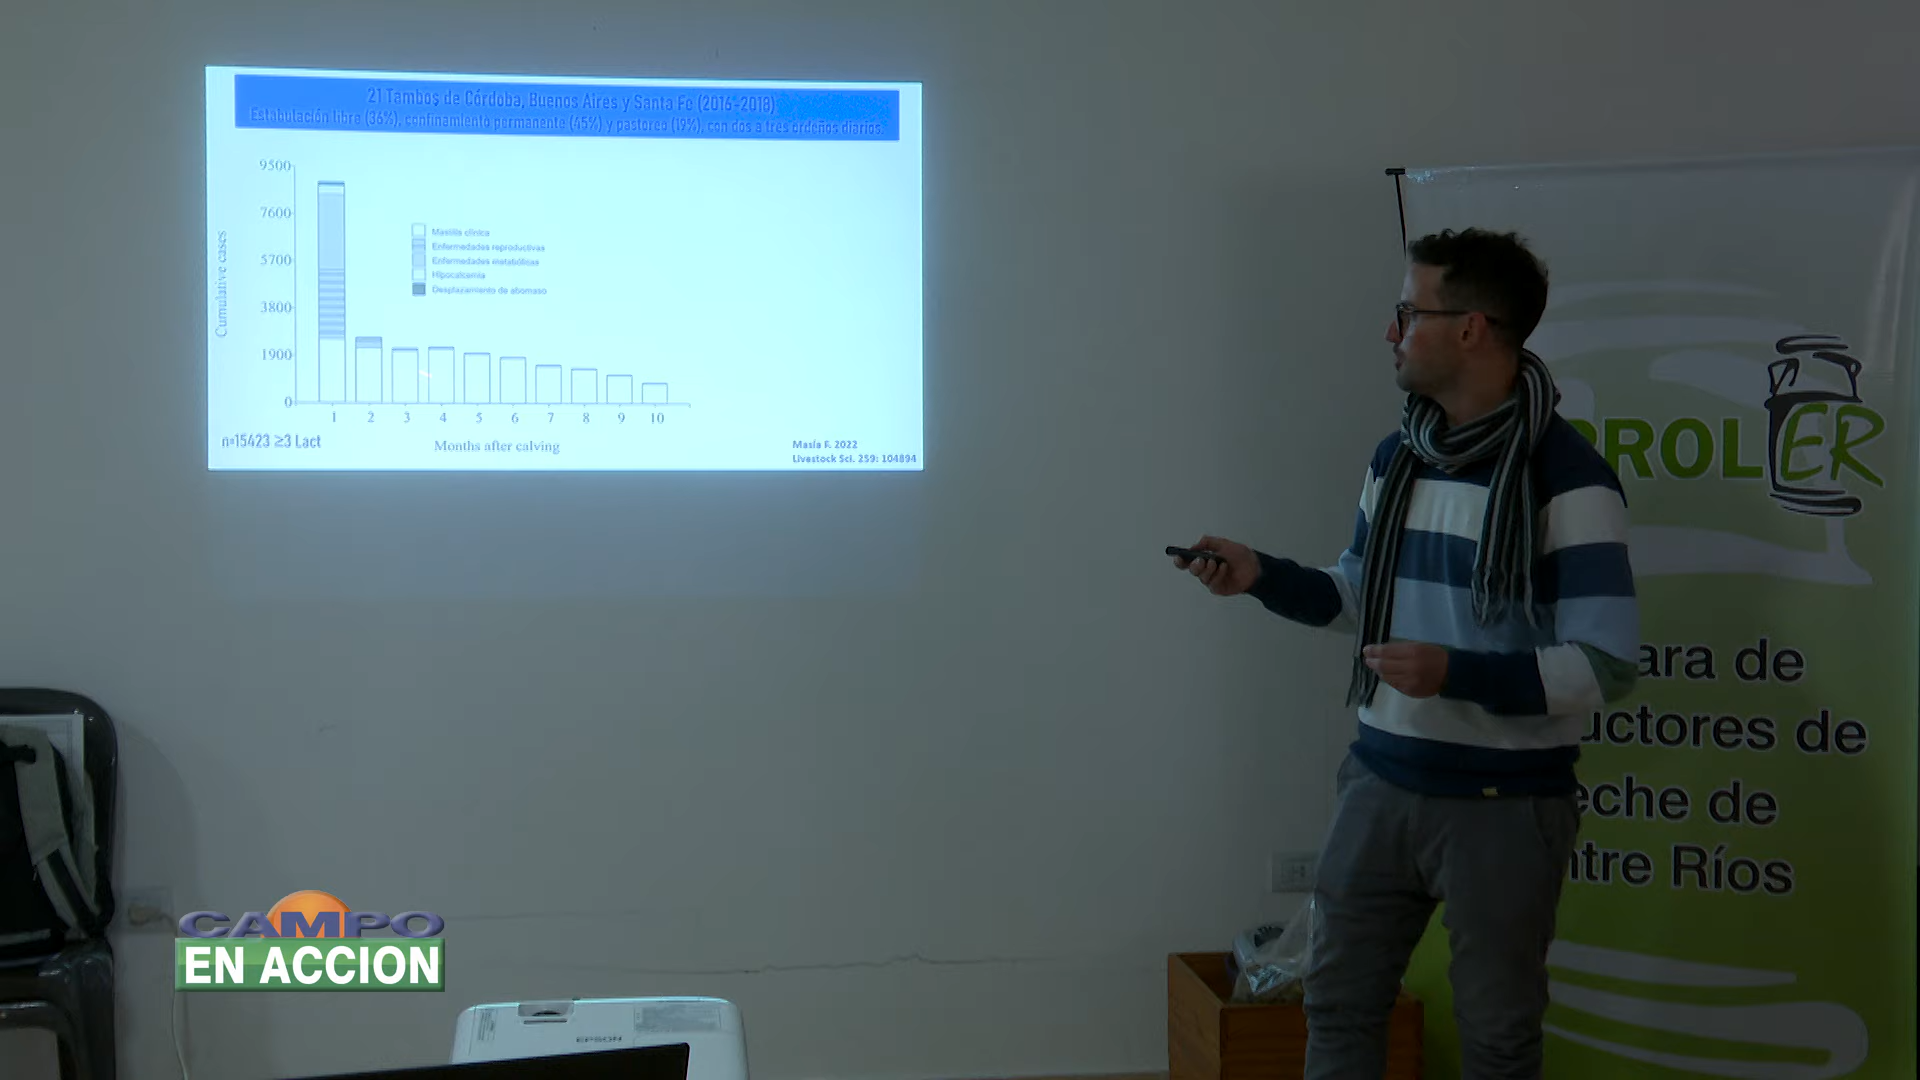 21 Tambos de Córdoba, Buenos Aires y Santa Fe (2016-2018)
Estabulación libre (36%), confinamiento permanente (45%) y pastoreo (19%), con dos a tres ordeños diarios.
9500
7600
5700
3800
1900
0
Cumulative cases
Mastitis clínica
Enfermedades reproductivas
Enfermedades metabólicas
Hipocalcemia
Desplazamiento de abomaso
1 2 3 4 5 6 7 8 9 10
Months after calving
n=15423 ≥3 Lact
Masía F. 2022
Livestock Sci. 259: 104894
PROLER
ara de
uctores de
eche de
ntre Ríos
CAMPO
EN ACCION
EPSON